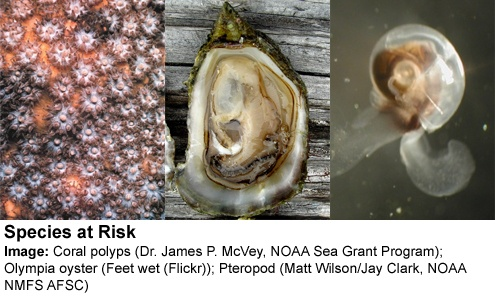 Species at Risk
Image: Coral polyps (Dr. James P. McVey, NOAA Sea Grant Program);
Olympia oyster (Feet wet (Flickr)); Pteropod (Matt Wilson/Jay Clark, NOAA
NMFS AFSC)